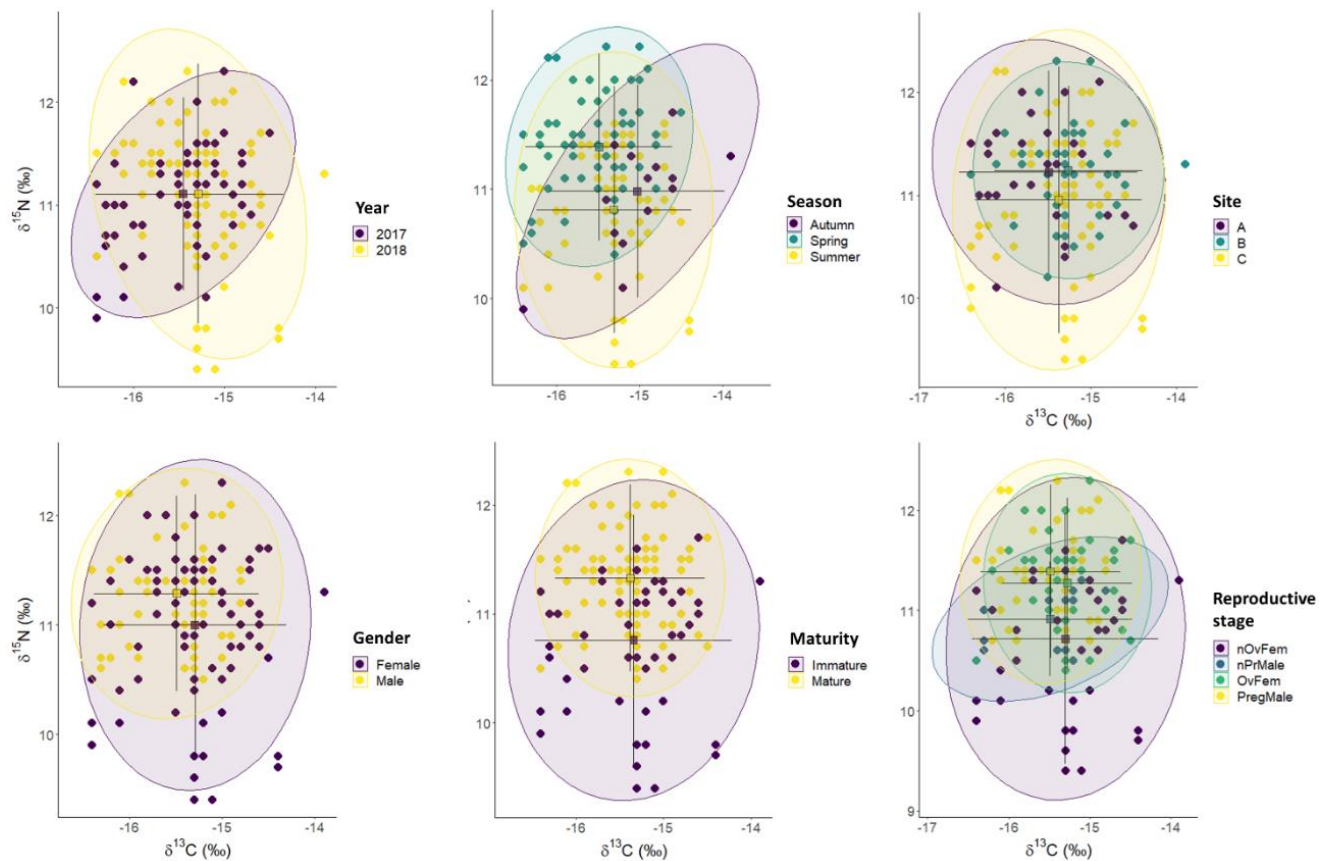 δ15N (‰)
12
11
10
-16
-15
-14
Year
2017
2018
12
11
10
-16
-15
-14
Season
Autumn
Spring
Summer
12
11
10
-17
-16
-15
-14
δ13C (‰)
Site
A
B
C
δ15N (‰)
12
11
10
-16
-15
-14
δ13C (‰)
Gender
Female
Male
12
11
10
-16
-15
-14
δ13C (‰)
Maturity
Immature
Mature
12
11
10
9
-17
-16
-15
-14
δ13C (‰)
Reproductive
stage
nOvFem
nPrMale
OvFem
PregMale